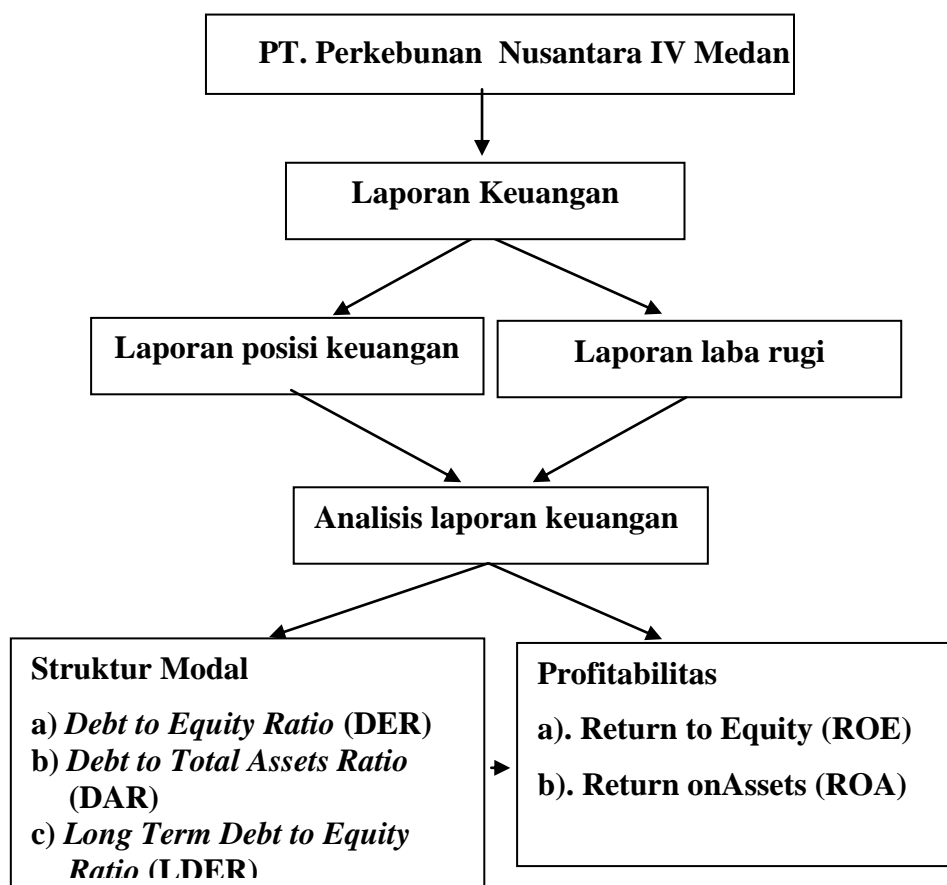 PT. Perkebunan Nusantara IV Medan
Laporan Keuangan
Laporan posisi keuangan
Laporan laba rugi
Analisis laporan keuangan
Struktur Modal
a) Debt to Equity Ratio (DER)
b) Debt to Total Assets Ratio
(DAR)
c) Long Term Debt to Equity
Ratio (LDER)
Profitabilitas
a). Return to Equity (ROE)
b). Return onAssets (ROA)